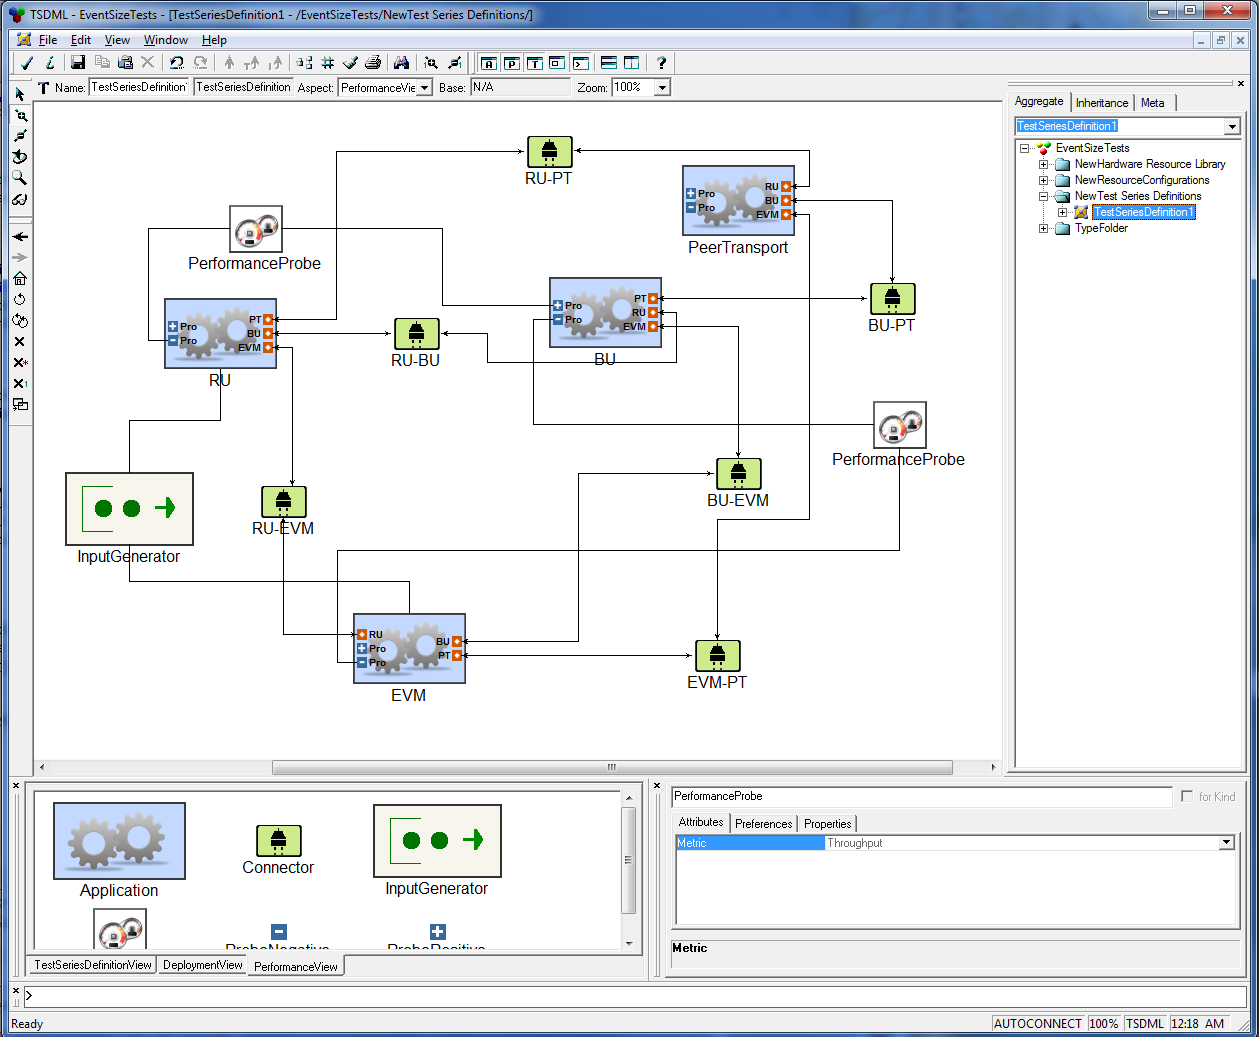 TSDML - EventSizeTests - [TestSeriesDefinition1 - /EventSizeTests/NewTest Series Definitions/]
File Edit View Window Help
Name: TestSeriesDefinition' TestSeriesDefinition Aspect: PerformanceVie Base: N/A Zoom: 100%
Aggregate Inheritance Meta
TestSeriesDefinition1
EventSizeTests
NewHardware Resource Library
NewResourceConfigurations
NewTest Series Definitions
TestSeriesDefinition1
TypeFolder
RU-PT
Pro RU
Pro BU
EVM
PeerTransport
PerformanceProbe
Pro PT
Pro RU
EVM
BU
BU-PT
Pro PT
Pro BU
EVM
RU
RU-BU
PerformanceProbe
BU-EVM
InputGenerator
RU-EVM
RU
Pro BU
Pro PT
EVM
EVM-PT
Application
Connector
InputGenerator
ProbeNegative
ProbePositive
TestSeriesDefinitionView DeploymentView PerformanceView
PerformanceProbe for Kind
Attributes Preferences Properties
Metric Throughput
Metric
>
Ready AUTOCONNECT 100% TSDML 12:18 AM